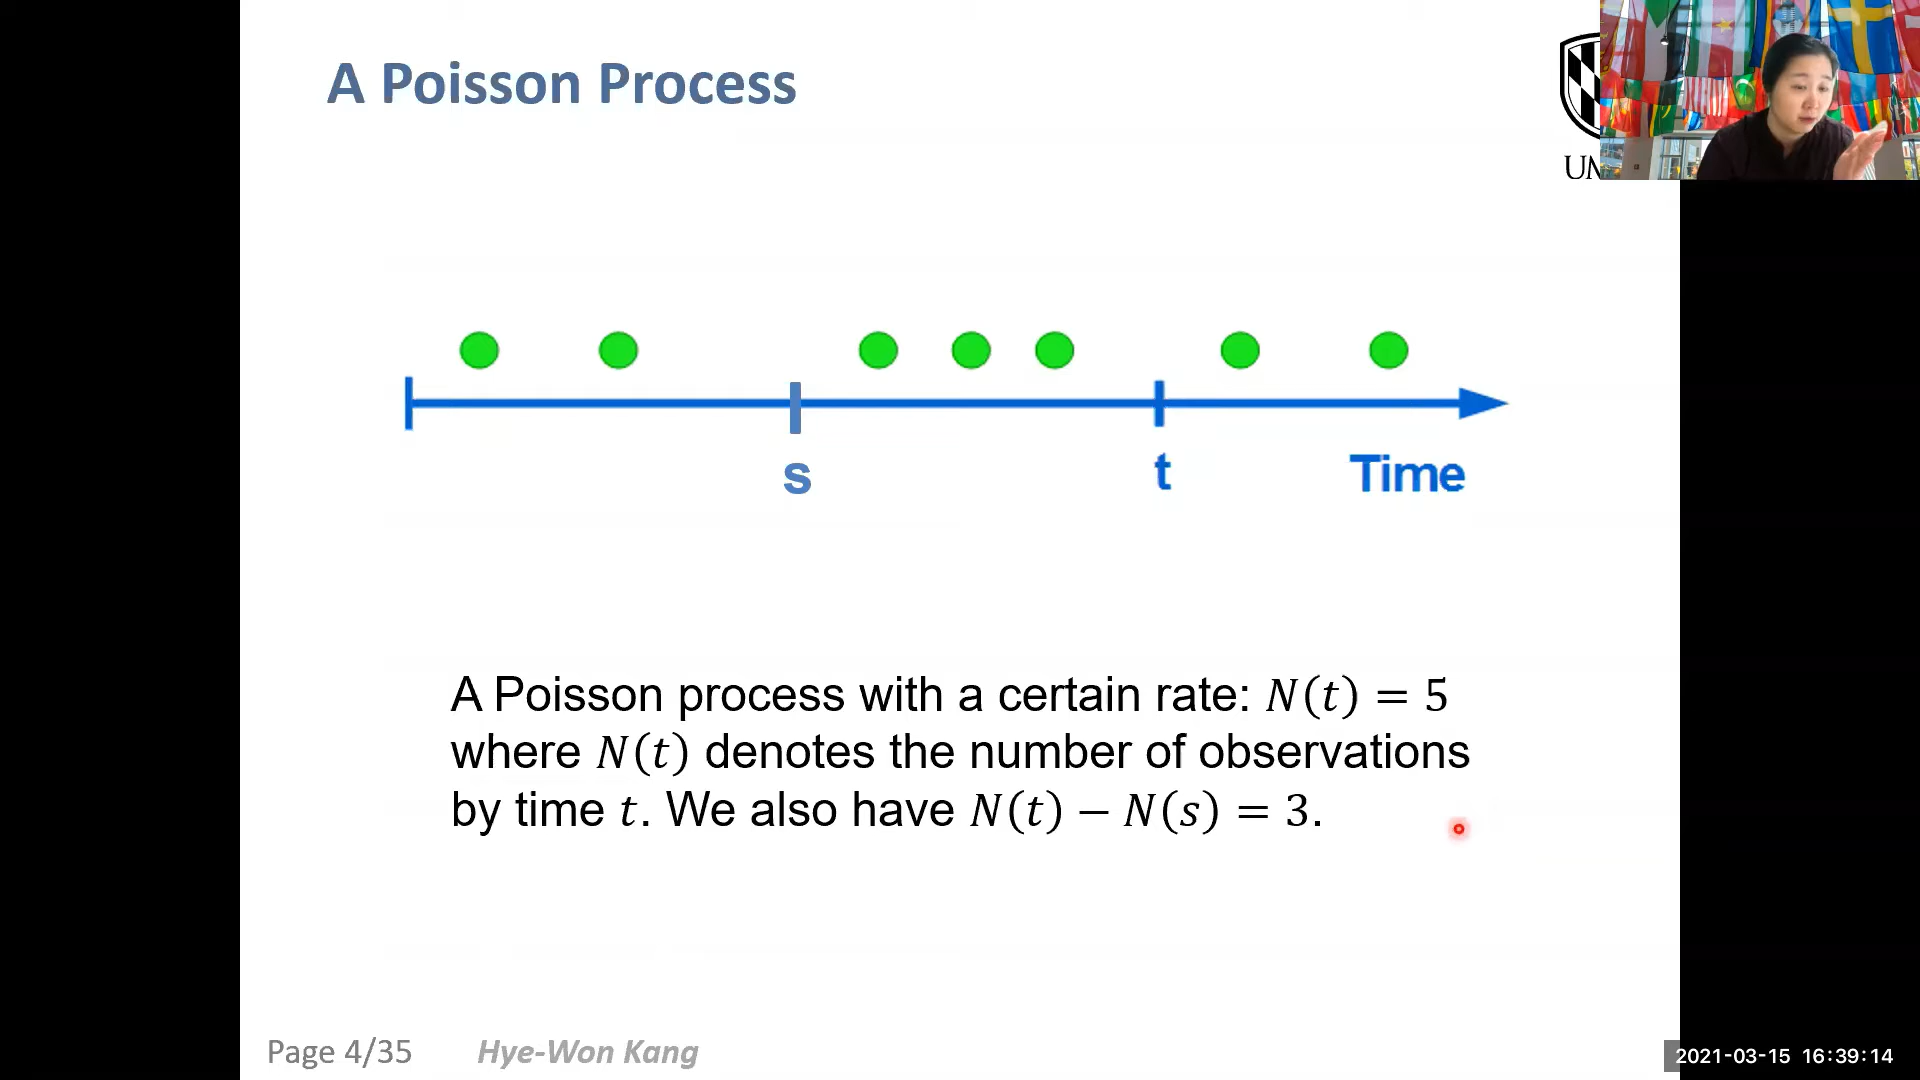 A Poisson Process
s
t
Time
A Poisson process with a certain rate: N(t) = 5
where N(t) denotes the number of observations
by time t. We also have N(t) − N(s) = 3.
Page 4/35
Hye-Won Kang
2021-03-15 16:39:14